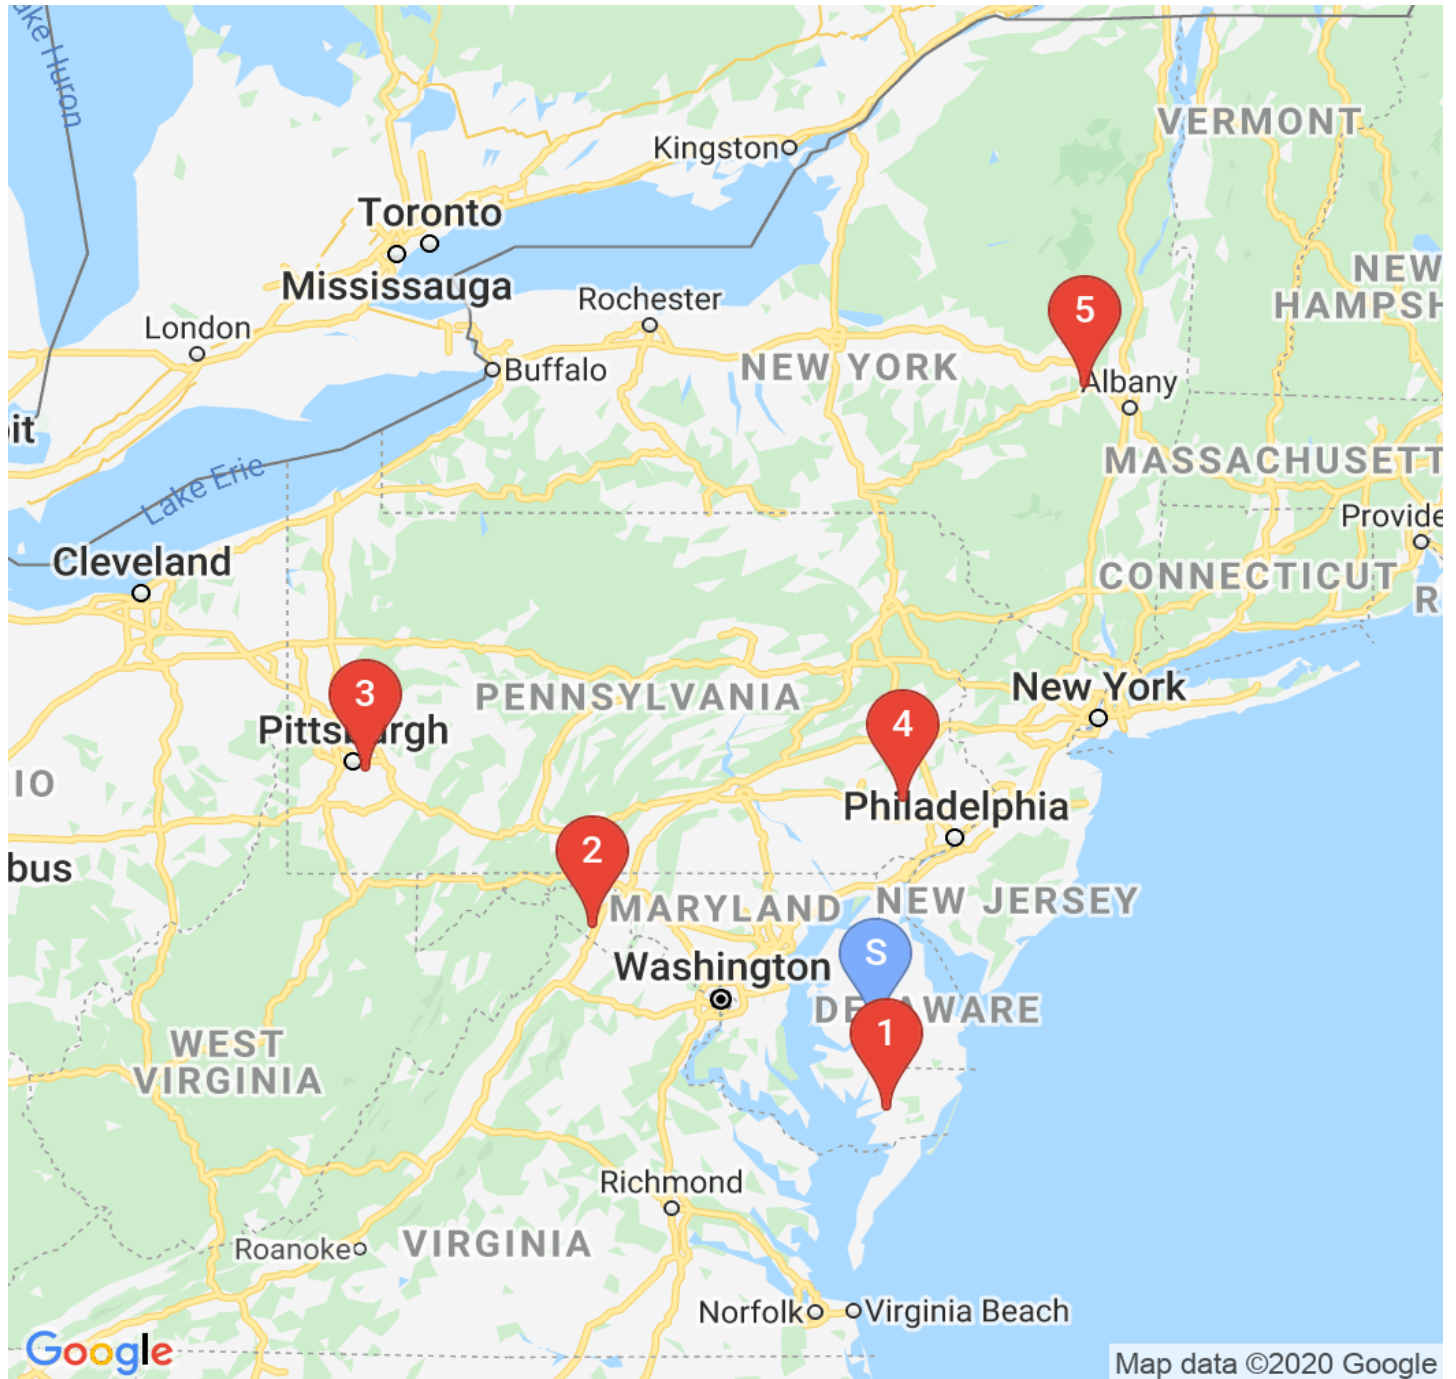 ake Huron
VERMONT
Kingston
Toronto
Mississauga
NEW
HAMPSH
Rochester
5
London
Buffalo
NEW YORK
Albany
it
MASSACHUSETT
Lake Erie
Provide
Cleveland
CONNECTICUT
R
3
PENNSYLVANIA
New York
4
Pittsburgh
IO
Philadelphia
2
bus
MARYLAND
NEW JERSEY
S
Washington
DELAWARE
1
WEST
VIRGINIA
Richmond
Roanoke
VIRGINIA
Norfolk
Virginia Beach
Google
Map data ©2020 Google